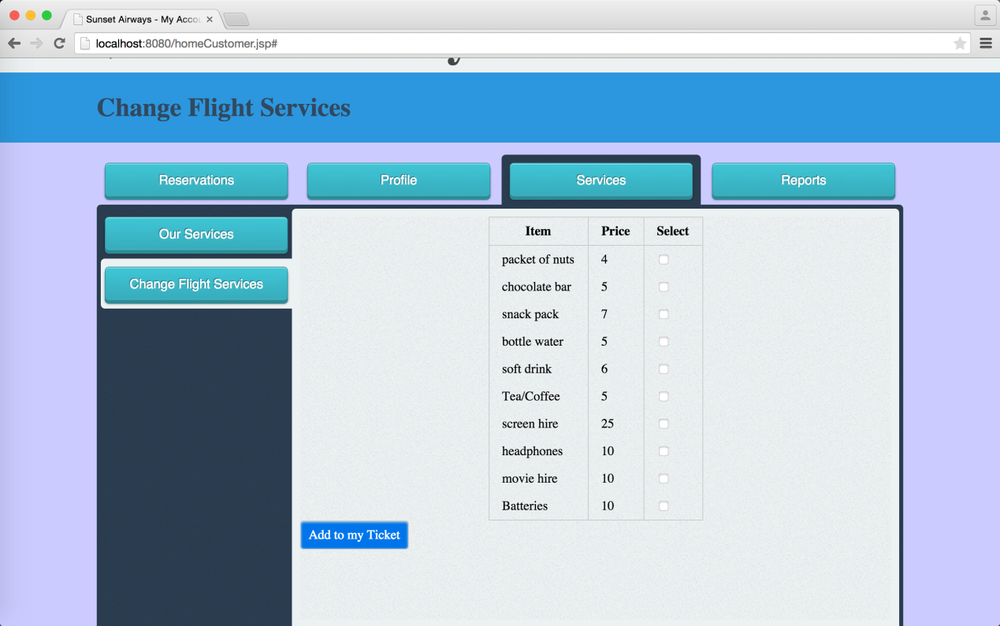 Sunset Airways - My Acco
localhost:8080/homeCustomer.jsp#
Change Flight Services
Reservations Profile Services Reports
Our Services
Change Flight Services
Item Price Select
packet of nuts 4
chocolate bar 5
snack pack 7
bottle water 5
soft drink 6
Tea/Coffee 5
screen hire 25
headphones 10
movie hire 10
Batteries 10
Add to my Ticket